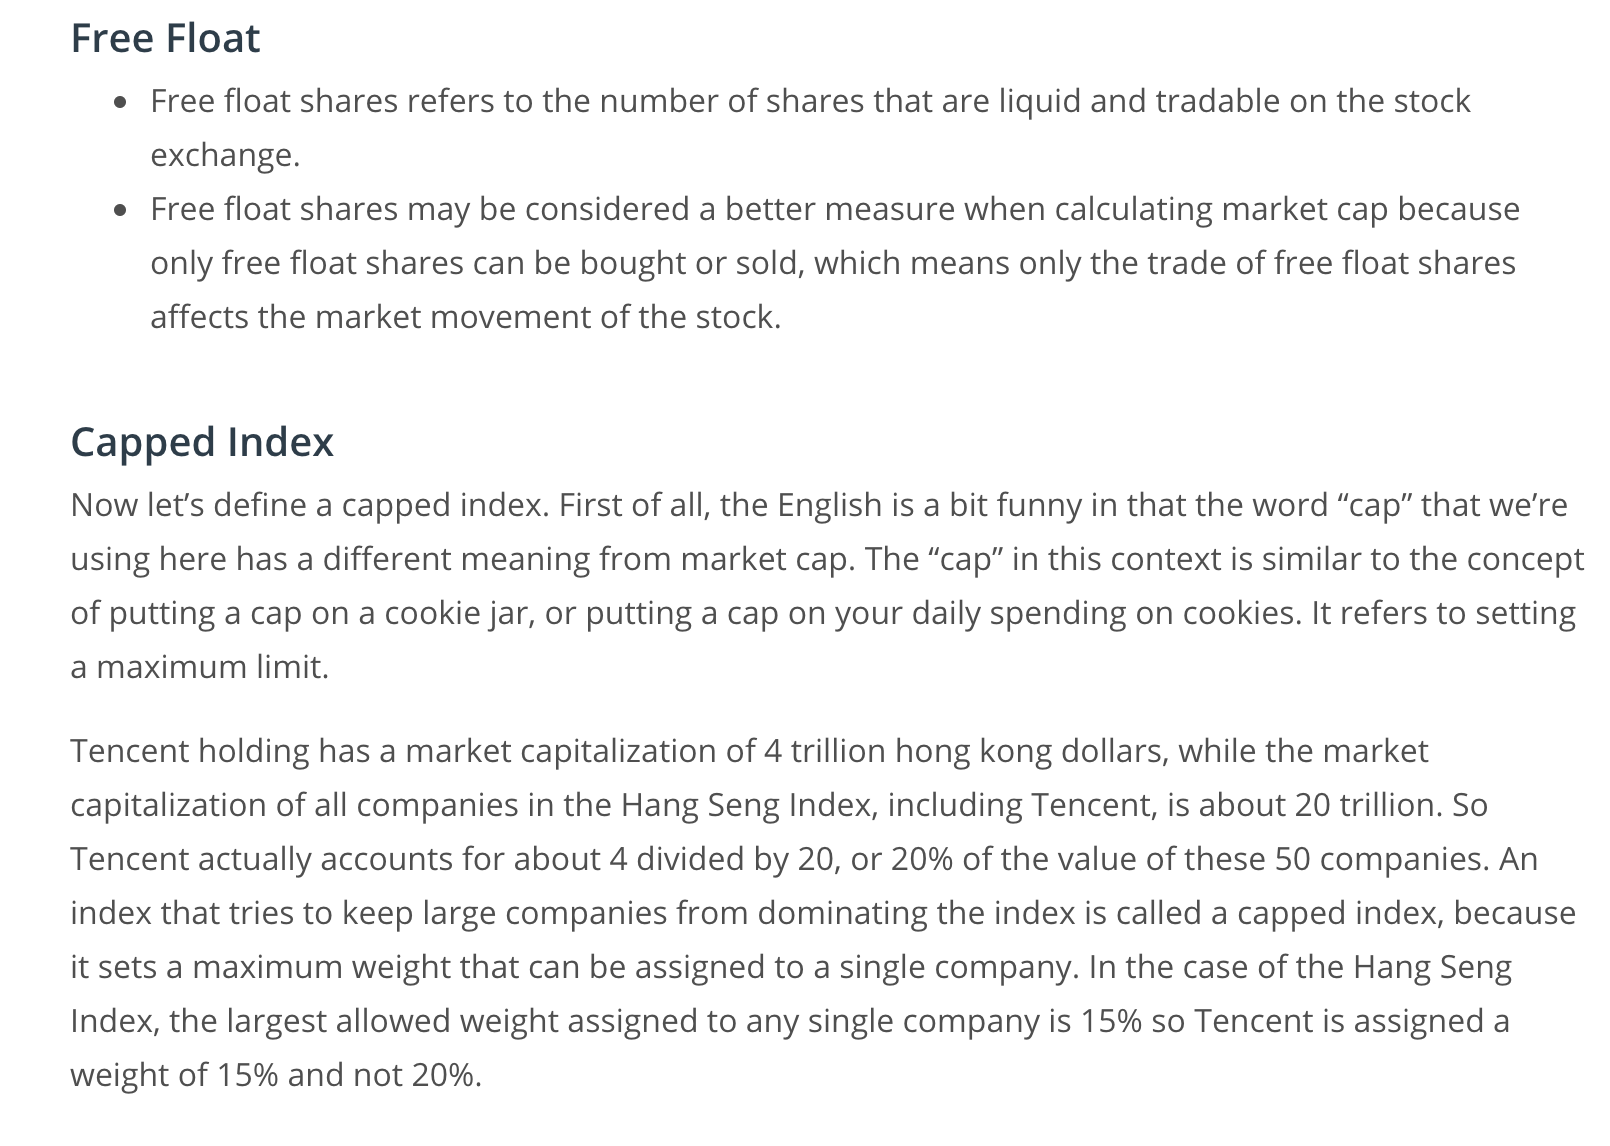 Free Float
• Free float shares refers to the number of shares that are liquid and tradable on the stock
exchange.
• Free float shares may be considered a better measure when calculating market cap because
only free float shares can be bought or sold, which means only the trade of free float shares
affects the market movement of the stock.
Capped Index
Now let’s define a capped index. First of all, the English is a bit funny in that the word “cap” that we’re
using here has a different meaning from market cap. The “cap” in this context is similar to the concept
of putting a cap on a cookie jar, or putting a cap on your daily spending on cookies. It refers to setting
a maximum limit.
Tencent holding has a market capitalization of 4 trillion hong kong dollars, while the market
capitalization of all companies in the Hang Seng Index, including Tencent, is about 20 trillion. So
Tencent actually accounts for about 4 divided by 20, or 20% of the value of these 50 companies. An
index that tries to keep large companies from dominating the index is called a capped index, because
it sets a maximum weight that can be assigned to a single company. In the case of the Hang Seng
Index, the largest allowed weight assigned to any single company is 15% so Tencent is assigned a
weight of 15% and not 20%.